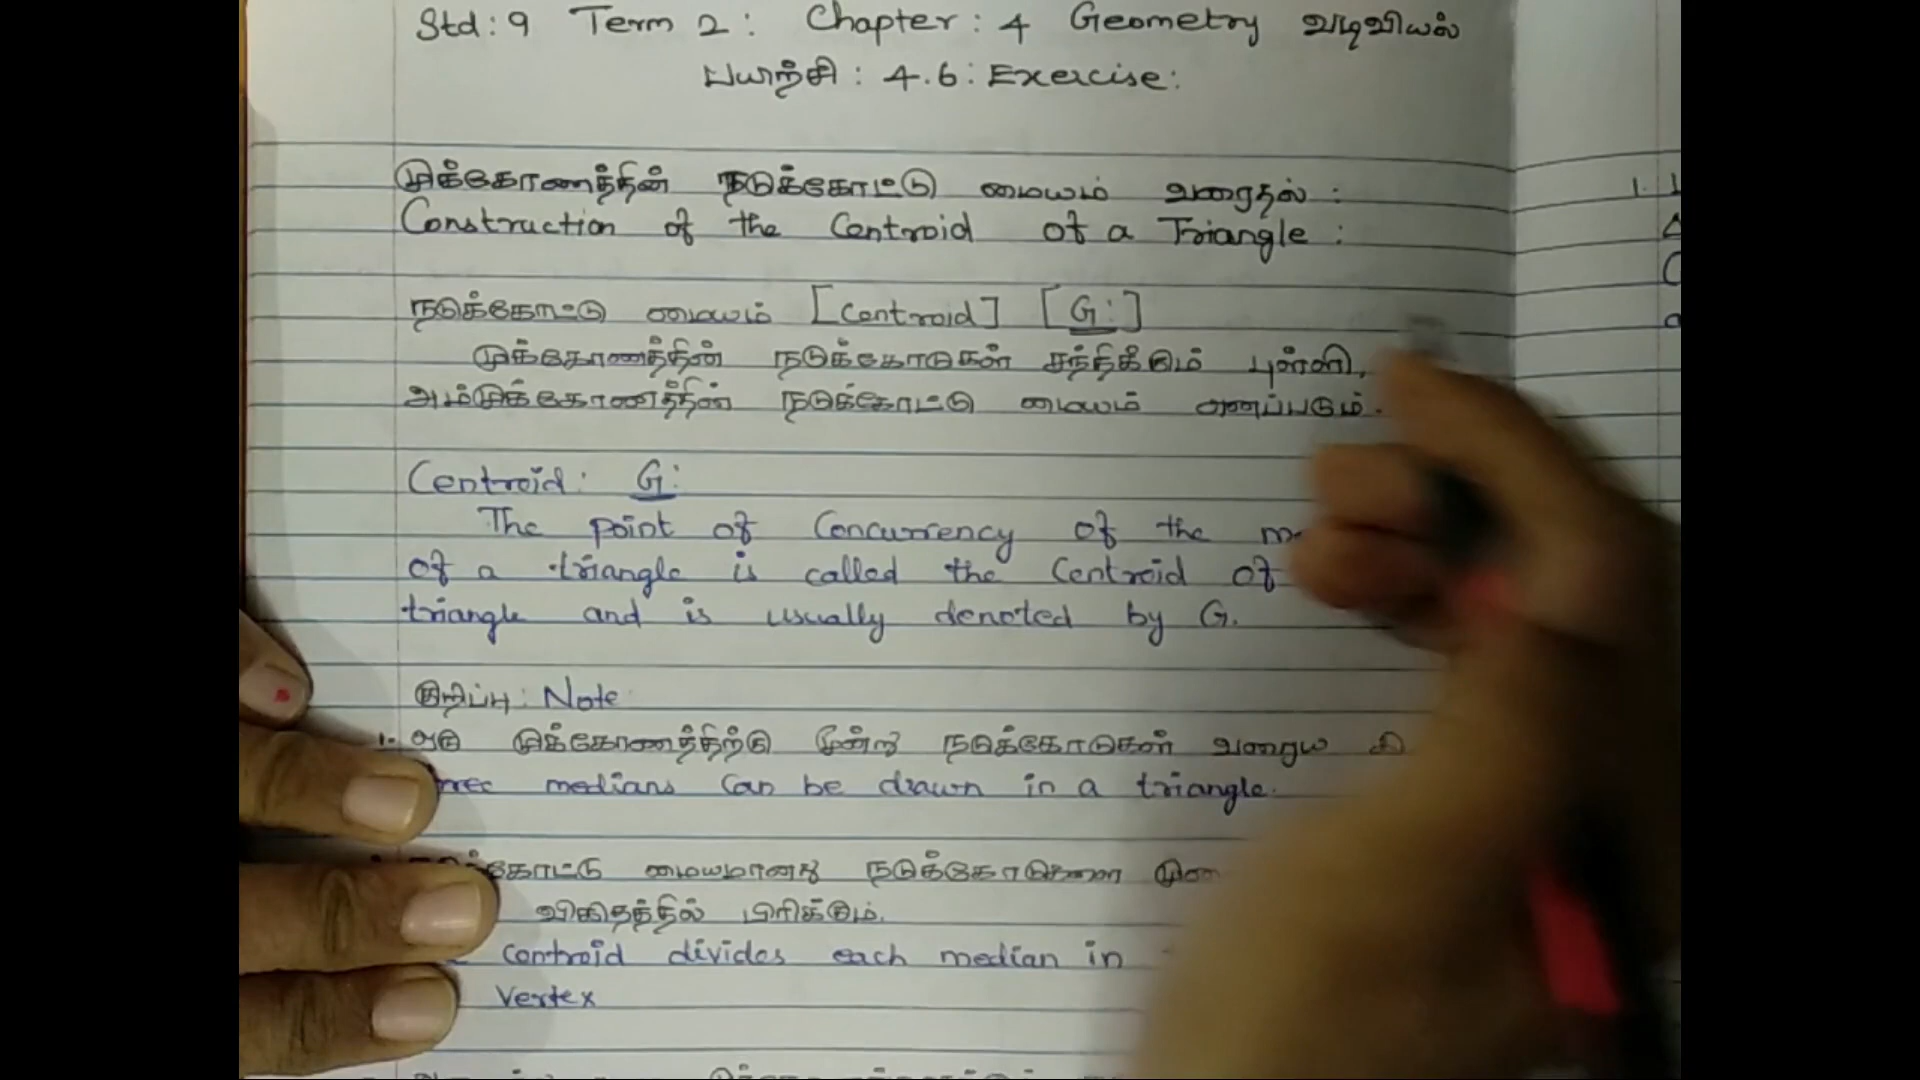 Std: 9 Term 2: Chapter: 4 Geometry வடிவியல்
பயிற்சி: 4.6: Exercise:
முக்கோணத்தின் நடுக்கோட்டு மையம் வரைதல்:
Construction of the Centroid of a Triangle:
நடுக்கோட்டு மையம் [Centroid] [G:]
முக்கோணத்தின் நடுக்கோடுகள் சந்திக்கும் புள்ளி,
அம்முக்கோணத்தின் நடுக்கோட்டு மையம் எனப்படும்.
Centroid: G:
The point of Concurrency of the
of a triangle is called the Centroid of
triangle and is usually denoted by G.
குறிப்பு: Note:
1. ஒரு முக்கோணத்திற்கு மூன்று நடுக்கோடுகள் வரைய
medians can be drawn in a triangle.
மையமானது நடுக்கோடுகளை
விகிதத்தில் பிரிக்கும்.
Centroid divides each median in
Vertex